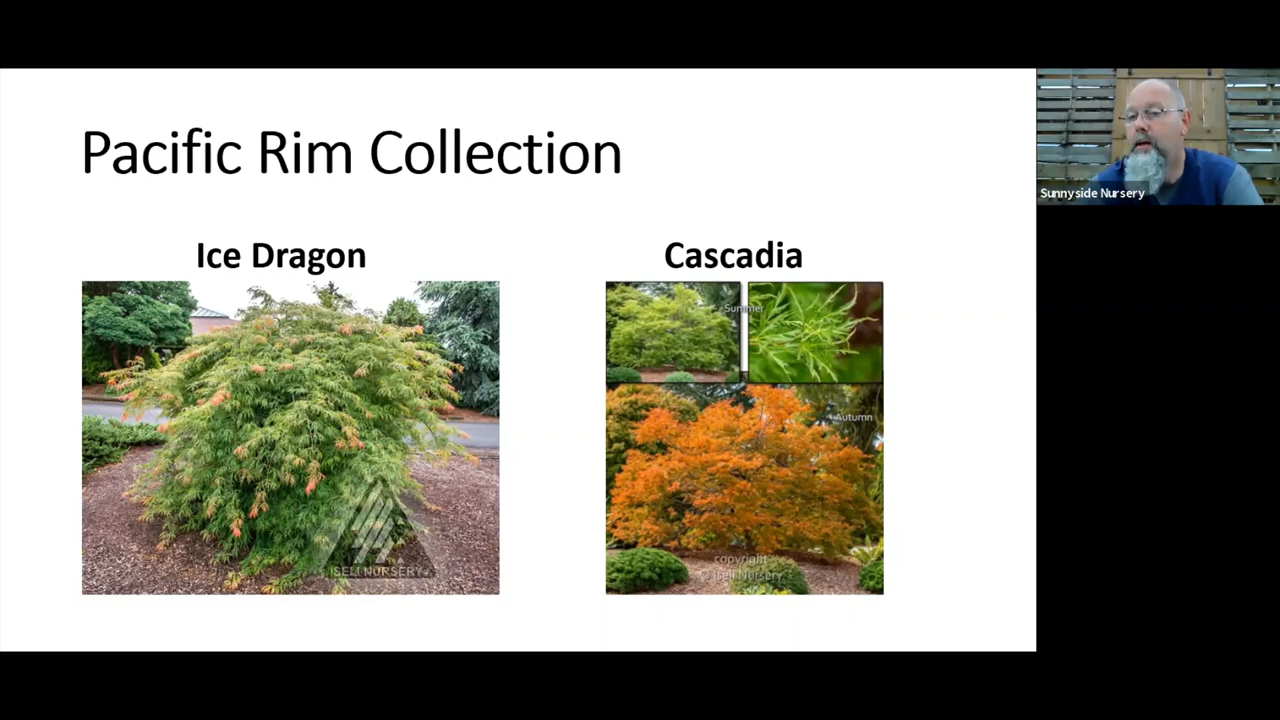 Pacific Rim Collection
Sunnyside Nursery
Ice Dragon
Cascadia
Summer
Autumn
ISELI NURSERY
copyright
© Iseli Nursery